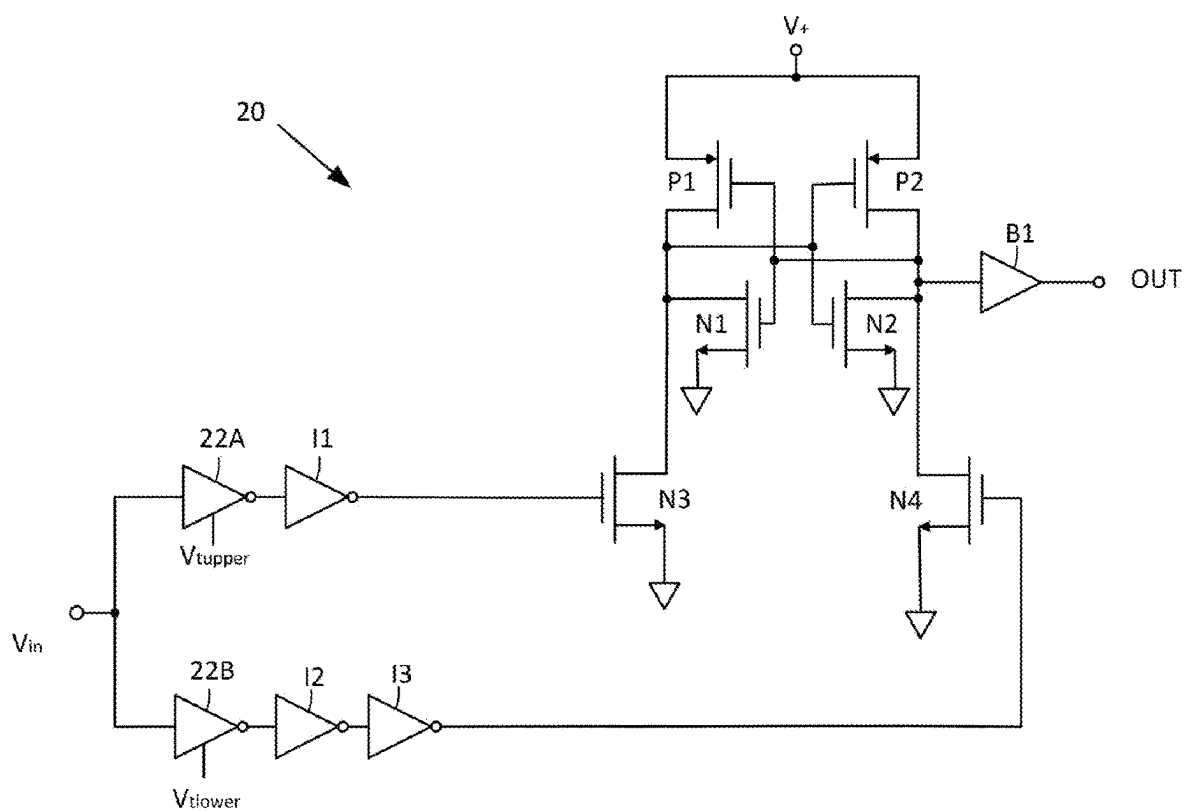 V+
20
P1
P2
B1
OUT
N1
N2
22A
I1
N3
N4
Vtupper
Vin
22B
I2
I3
Vtlower